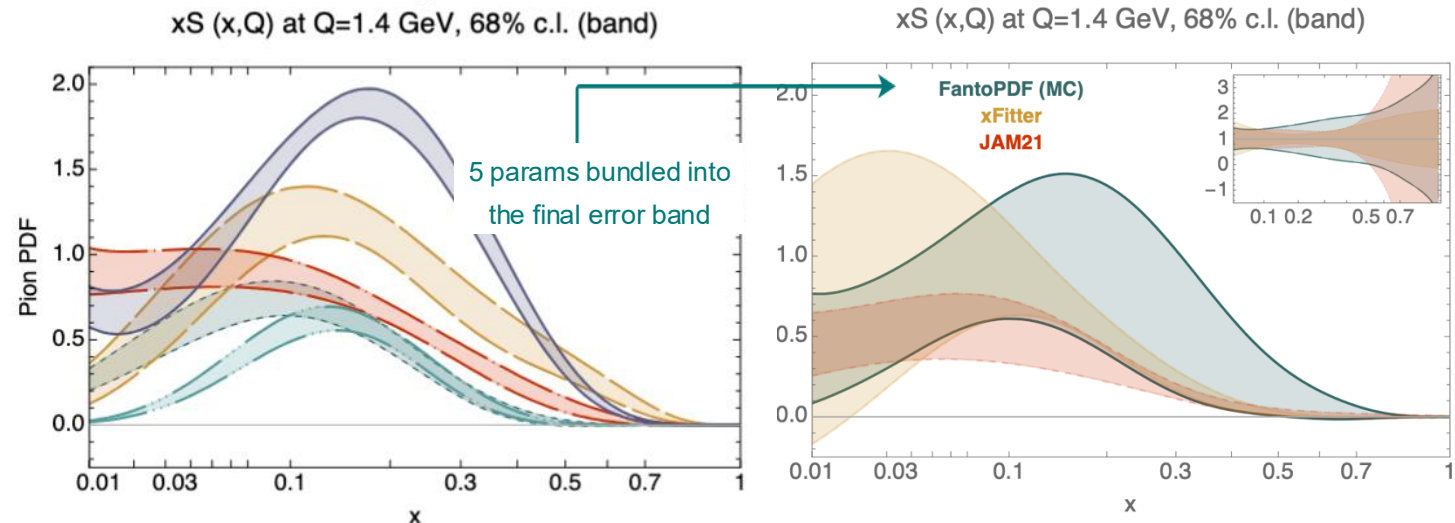 xS (x,Q) at Q=1.4 GeV, 68% c.l. (band)
2.0
1.5
1.0
0.5
0.0
Pion PDF
0.01 0.03 0.1 0.3 0.5 0.7 1
x
5 params bundled into
the final error band
xS (x,Q) at Q=1.4 GeV, 68% c.l. (band)
2.0
1.5
1.0
0.5
0.0
FantoPDF (MC)
xFitter
JAM21
3
2
1
0
−1
0.1 0.2 0.5 0.7
0.01 0.03 0.1 0.3 0.5 0.7 1
x